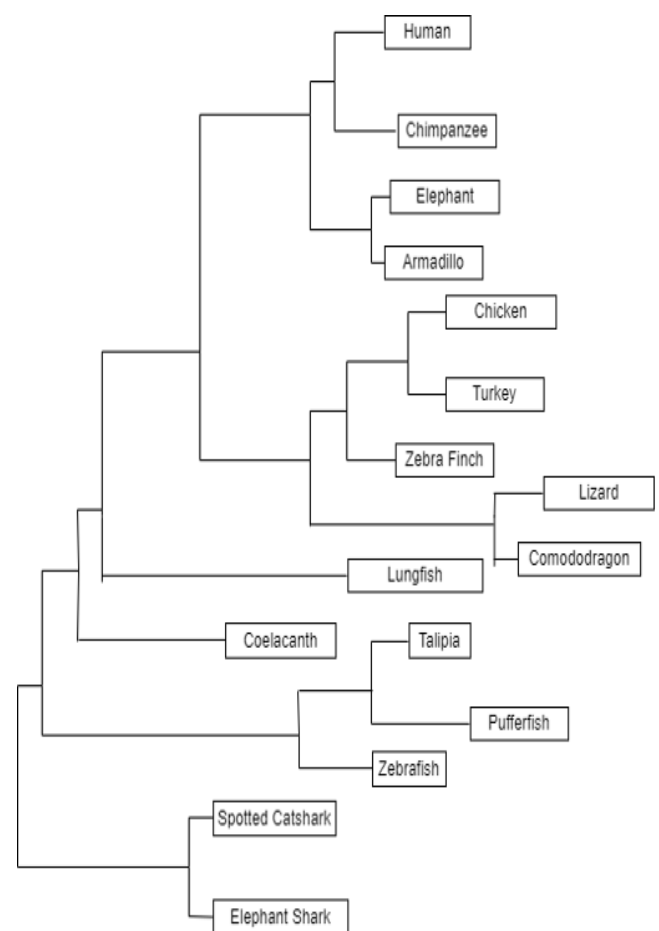 Human
Chimpanzee
Elephant
Armadillo
Chicken
Turkey
Zebra Finch
Lizard
Comododragon
Lungfish
Coelacanth
Talipia
Pufferfish
Zebrafish
Spotted Catshark
Elephant Shark